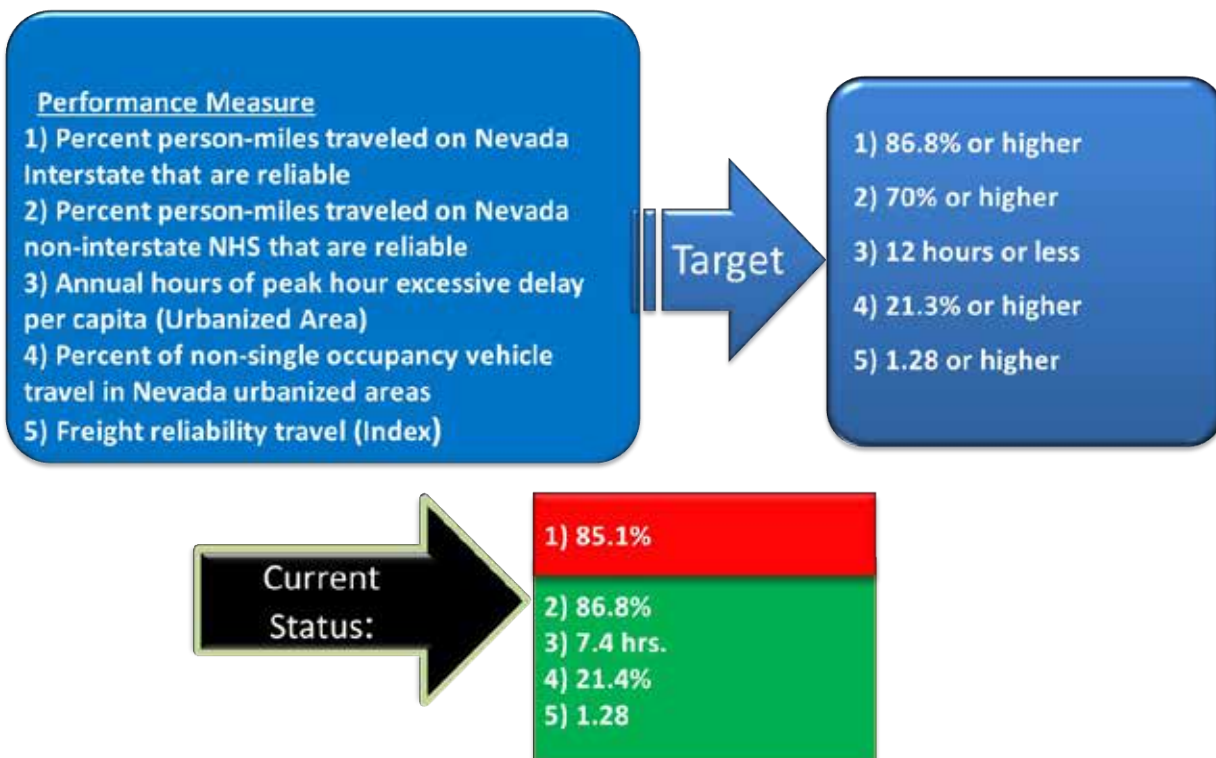 Performance Measure
1) Percent person-miles traveled on Nevada
Interstate that are reliable
2) Percent person-miles traveled on Nevada
non-interstate NHS that are reliable
3) Annual hours of peak hour excessive delay
per capita (Urbanized Area)
4) Percent of non-single occupancy vehicle
travel in Nevada urbanized areas
5) Freight reliability travel (Index)
Target
1) 86.8% or higher
2) 70% or higher
3) 12 hours or less
4) 21.3% or higher
5) 1.28 or higher
Current
Status:
1) 85.1%
2) 86.8%
3) 7.4 hrs.
4) 21.4%
5) 1.28